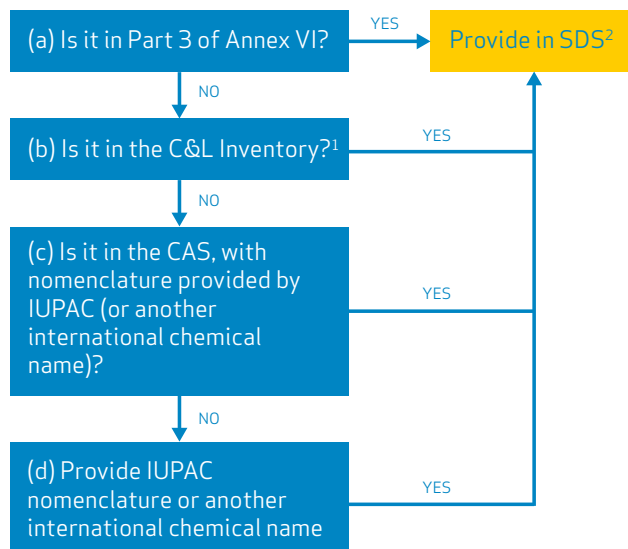 (a) Is it in Part 3 of Annex VI?
YES
Provide in SDS²
NO
(b) Is it in the C&L Inventory?¹
YES
NO
(c) Is it in the CAS, with
nomenclature provided by
IUPAC (or another
international chemical
name)?
YES
NO
(d) Provide IUPAC
nomenclature or another
international chemical name
YES